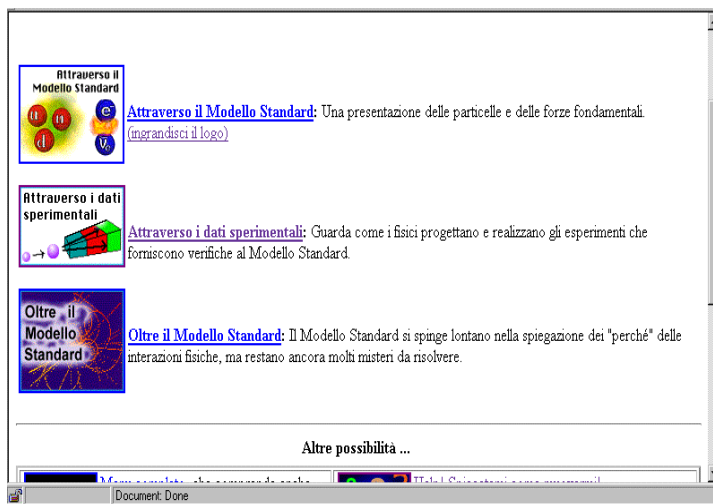 Attraverso il
Modello Standard
u
u
d
e⁻
ν̄e
Attraverso il Modello Standard: Una presentazione delle particelle e delle forze fondamentali.
(ingrandisci il logo)
Attraverso i dati
sperimentali
Attraverso i dati sperimentali: Guarda come i fisici progettano e realizzano gli esperimenti che
forniscono verifiche al Modello Standard.
Oltre il
Modello
Standard
Oltre il Modello Standard: Il Modello Standard si spinge lontano nella spiegazione dei "perché" delle
interazioni fisiche, ma restano ancora molti misteri da risolvere.
Altre possibilità ...
Document: Done